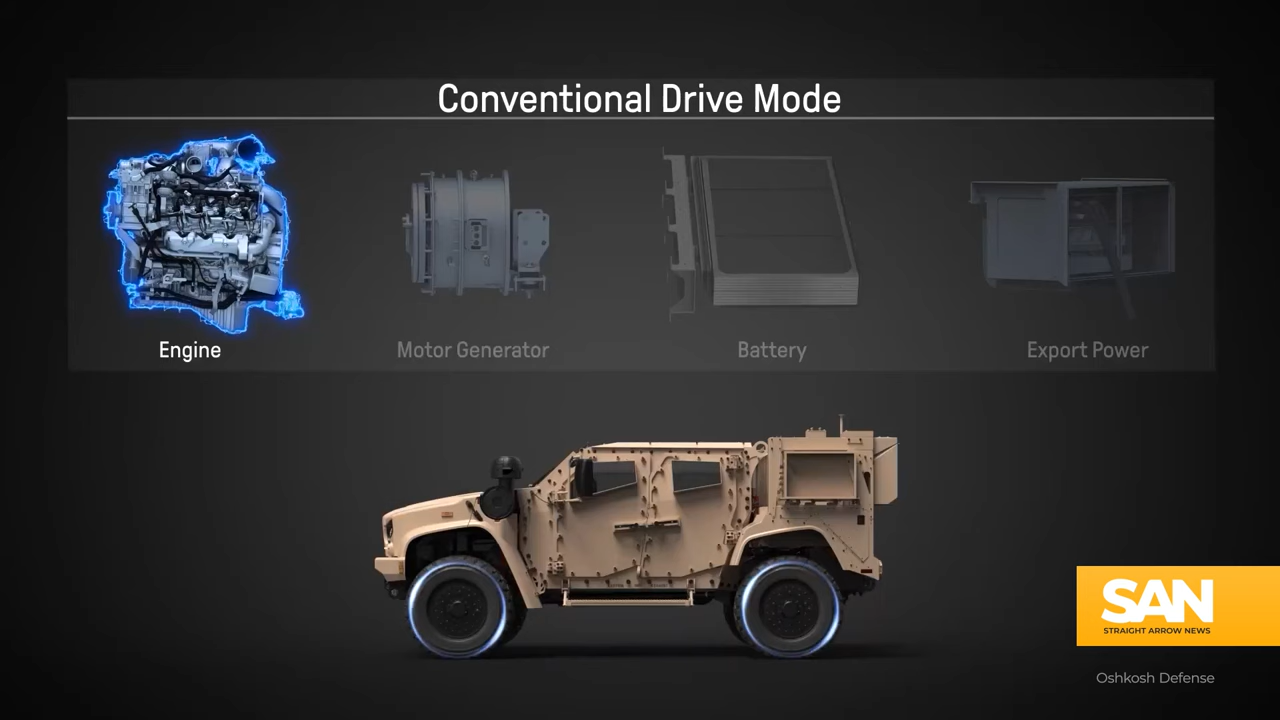 Conventional Drive Mode
Engine
Motor Generator
Battery
Export Power
SAN
STRAIGHT ARROW NEWS
Oshkosh Defense